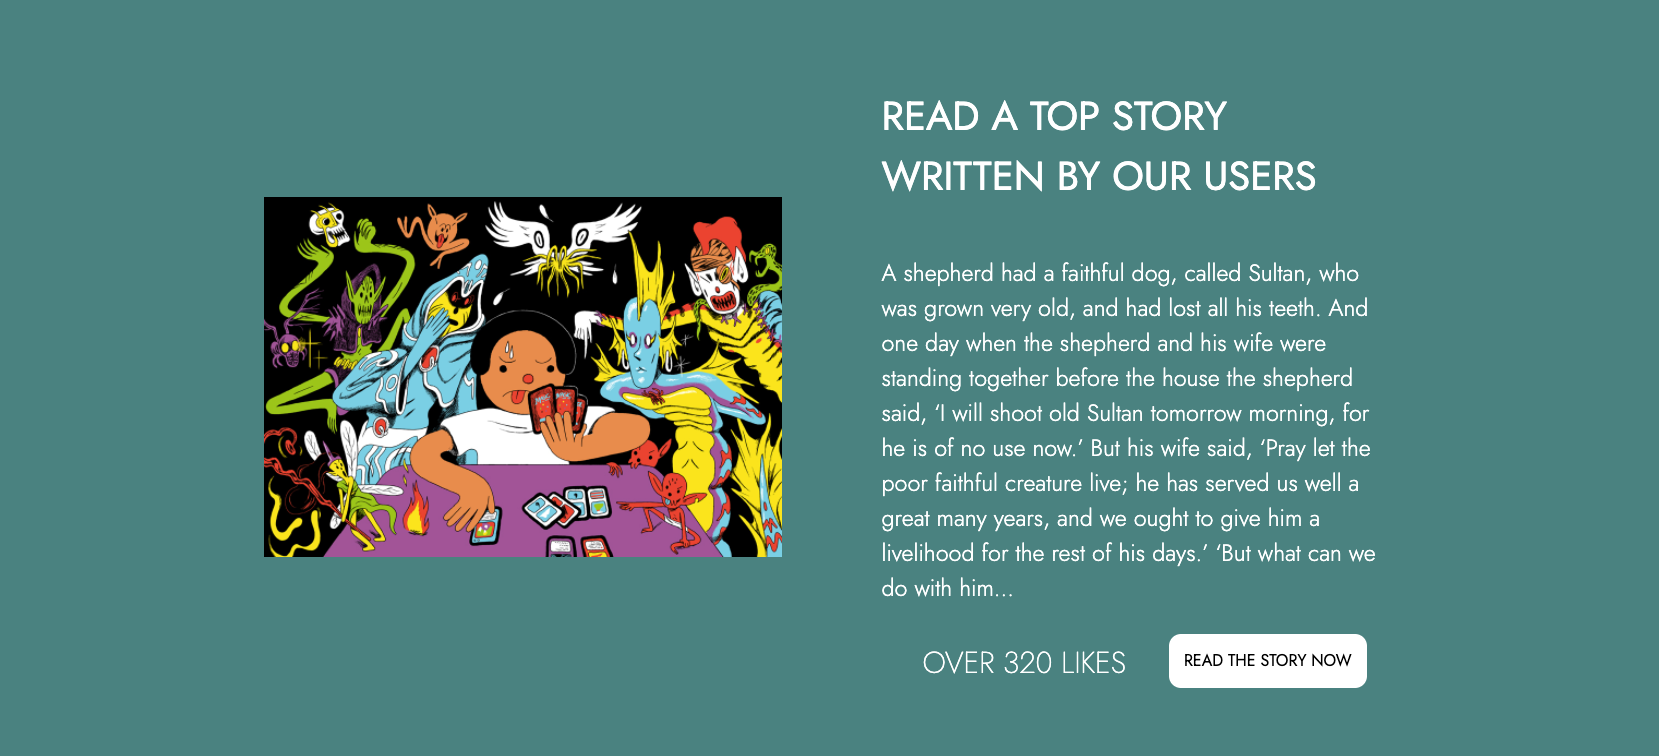 READ A TOP STORY
WRITTEN BY OUR USERS
A shepherd had a faithful dog, called Sultan, who
was grown very old, and had lost all his teeth. And
one day when the shepherd and his wife were
standing together before the house the shepherd
said, ‘I will shoot old Sultan tomorrow morning, for
he is of no use now.’ But his wife said, ‘Pray let the
poor faithful creature live; he has served us well a
great many years, and we ought to give him a
livelihood for the rest of his days.’ ‘But what can we
do with him...
OVER 320 LIKES
READ THE STORY NOW